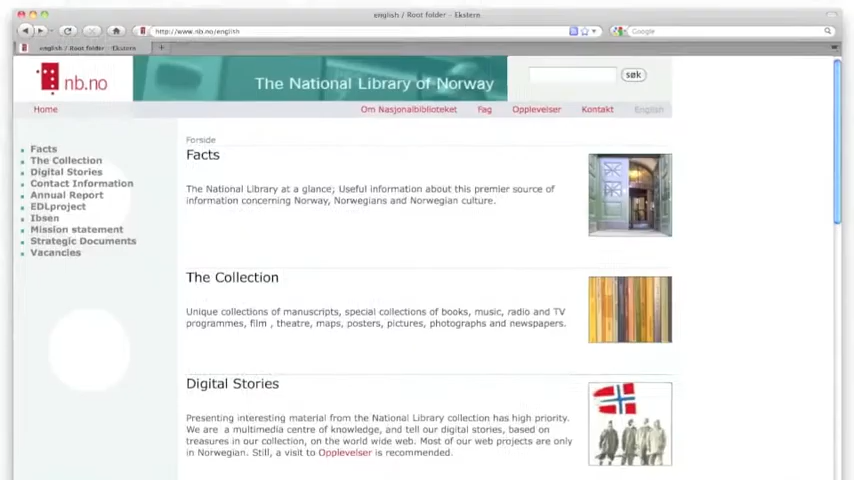 english / Root folder - Ekstern
http://www.nb.no/english
Google
english / Root folder - Ekstern
nb.no
The National Library of Norway
søk
Home
Om Nasjonalbiblioteket
Fag
Opplevelser
Kontakt
English
Facts
The Collection
Digital Stories
Contact Information
Annual Report
EDLproject
Ibsen
Mission statement
Strategic Documents
Vacancies
Forside
Facts
The National Library at a glance; Useful information about this premier source of
information concerning Norway, Norwegians and Norwegian culture.
The Collection
Unique collections of manuscripts, special collections of books, music, radio and TV
programmes, film , theatre, maps, posters, pictures, photographs and newspapers.
Digital Stories
Presenting interesting material from the National Library collection has high priority.
We are a multimedia centre of knowledge, and tell our digital stories, based on
treasures in our collection, on the world wide web. Most of our web projects are only
in Norwegian. Still, a visit to Opplevelser is recommended.